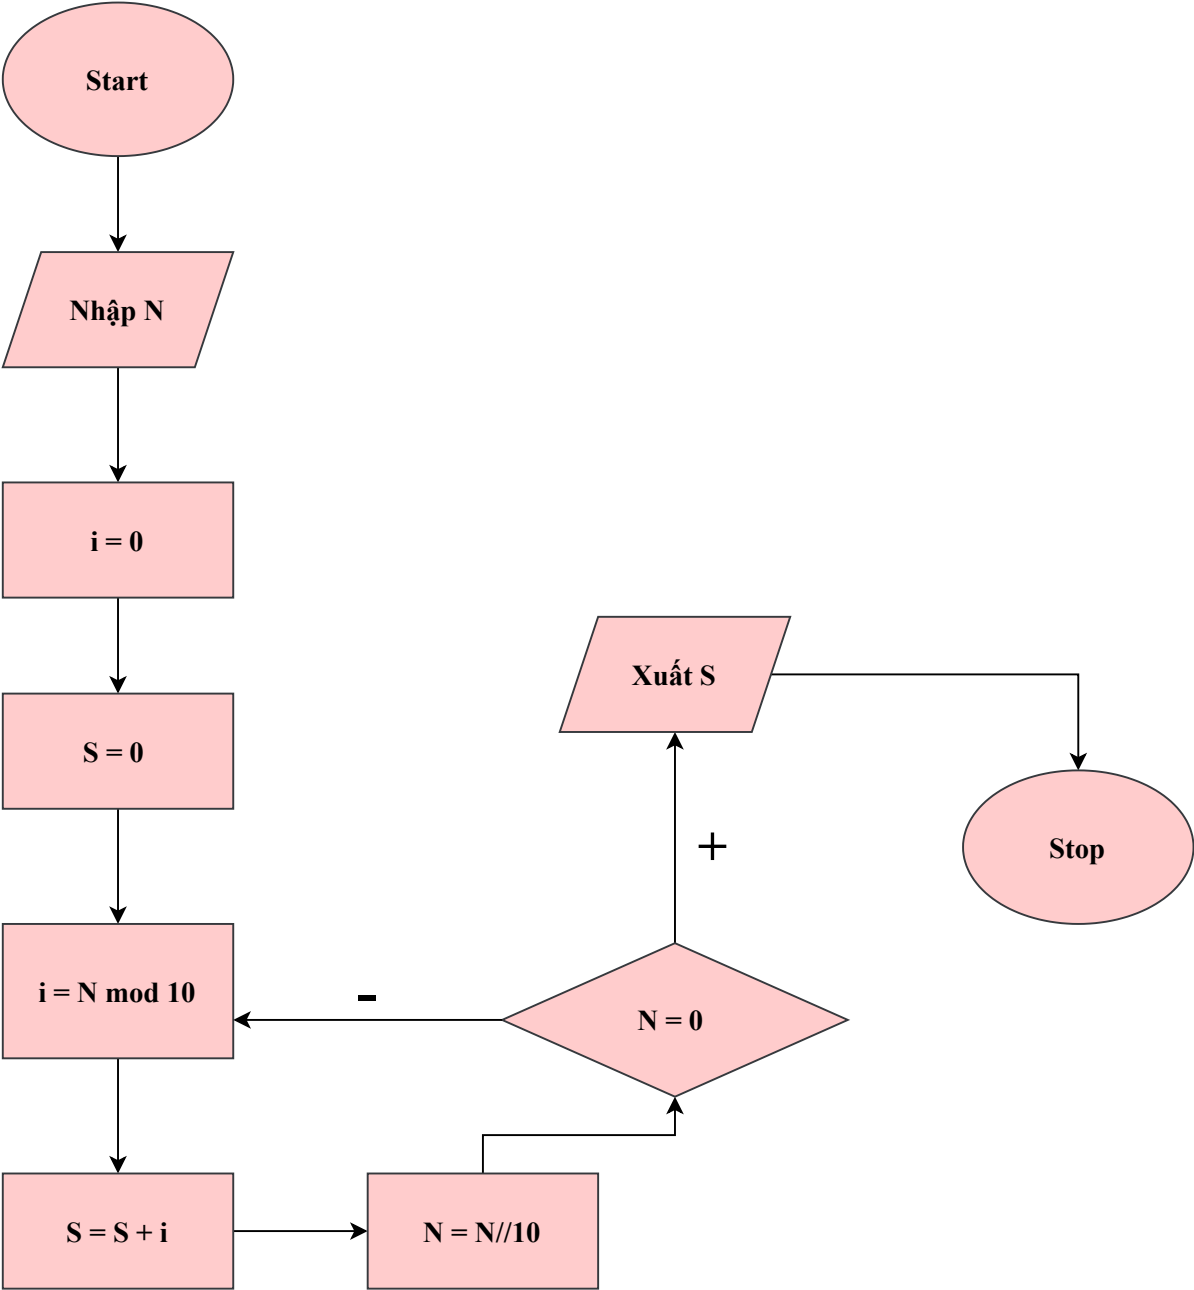 Start
Nhập N
i = 0
S = 0
i = N mod 10
S = S + i
N = N//10
N = 0
-
+
Xuất S
Stop